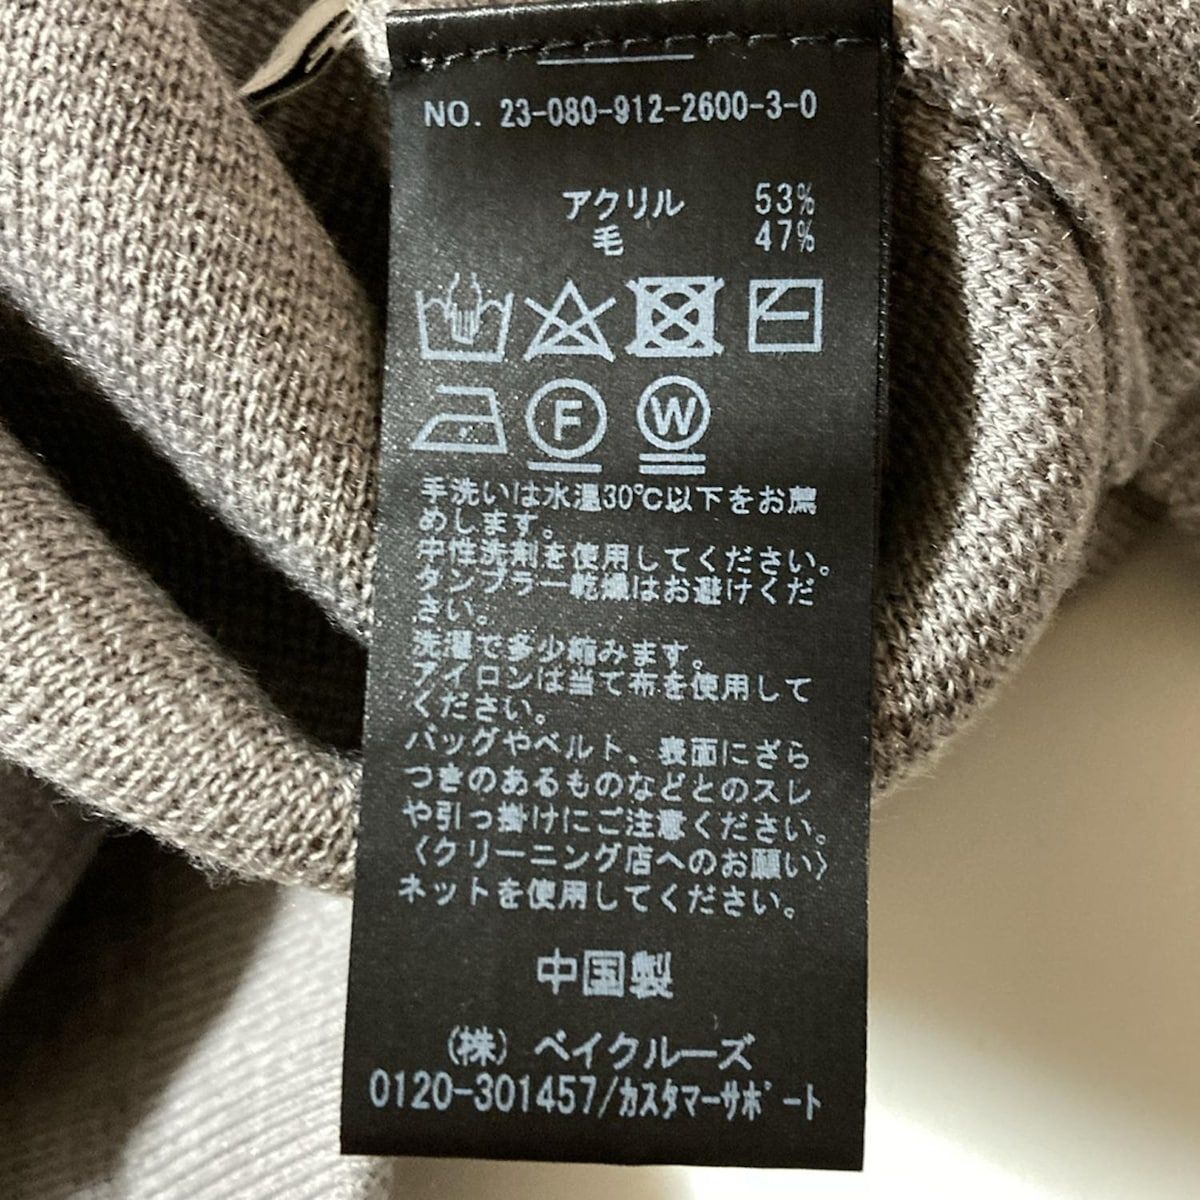 NO. 23-080-912-2600-3-0
アクリル 53%
毛 47%
F W
手洗いは水温30℃以下をお薦
めします。
中性洗剤を使用してください。
タンブラー乾燥はお避けくだ
さい。
洗濯で多少縮みます。
アイロンは当て布を使用して
ください。
バッグやベルト、表面にざら
つきのあるものなどとのスレ
や引っ掛けにご注意ください。
〈クリーニング店へのお願い〉
ネットを使用してください。
中国製
(株) ベイクルーズ
0120-301457/ｶｽﾀﾏｰｻﾎﾟｰﾄ